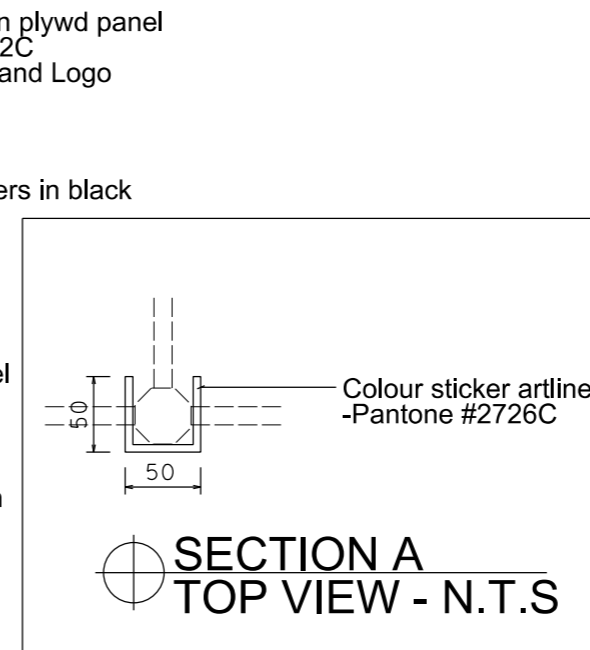 n plywd panel
2C
and Logo
ers in black
el
50
Colour sticker artline
-Pantone #2726C
50
SECTION A
TOP VIEW - N.T.S